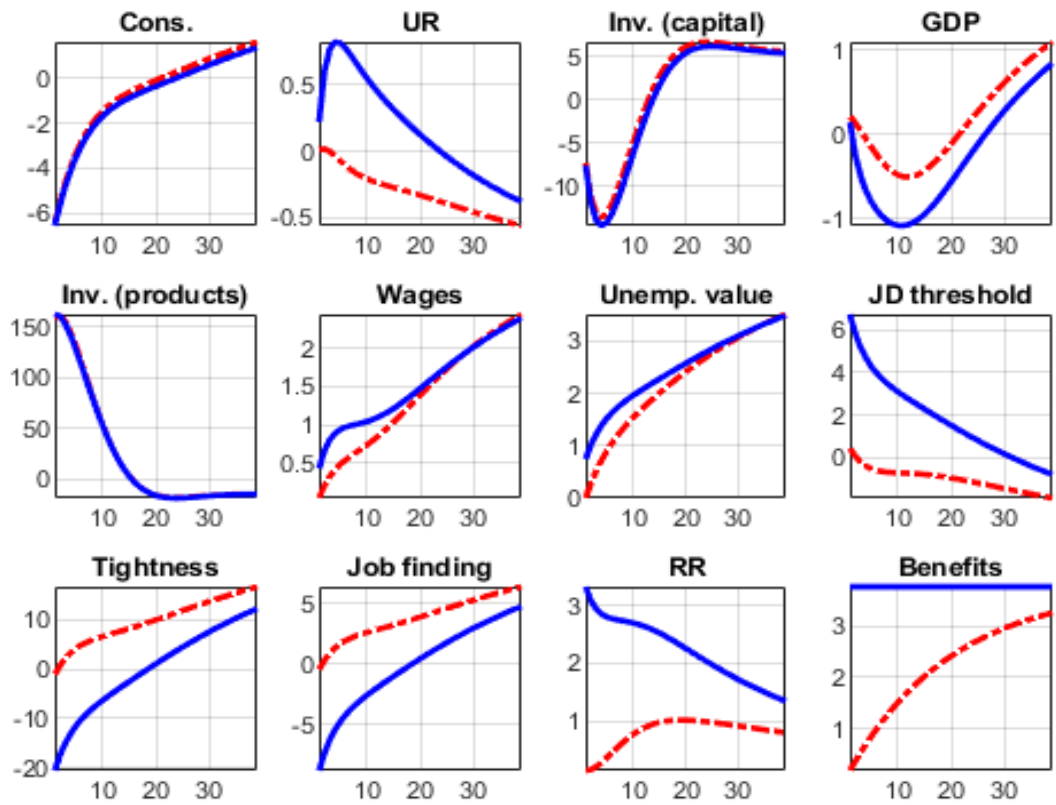 Cons. UR Inv. (capital) GDP
0 -2 -4 -6
10 20 30
0.5 0 -0.5
10 20 30
5 0 -5 -10
10 20 30
1 0 -1
10 20 30
Inv. (products) Wages Unemp. value JD threshold
150 100 50 0
10 20 30
2 1.5 1 0.5
10 20 30
3 2 1 0
10 20 30
6 4 2 0
10 20 30
Tightness Job finding RR Benefits
10 0 -10 -20
10 20 30
5 0 -5
10 20 30
3 2 1
10 20 30
3 2 1
10 20 30